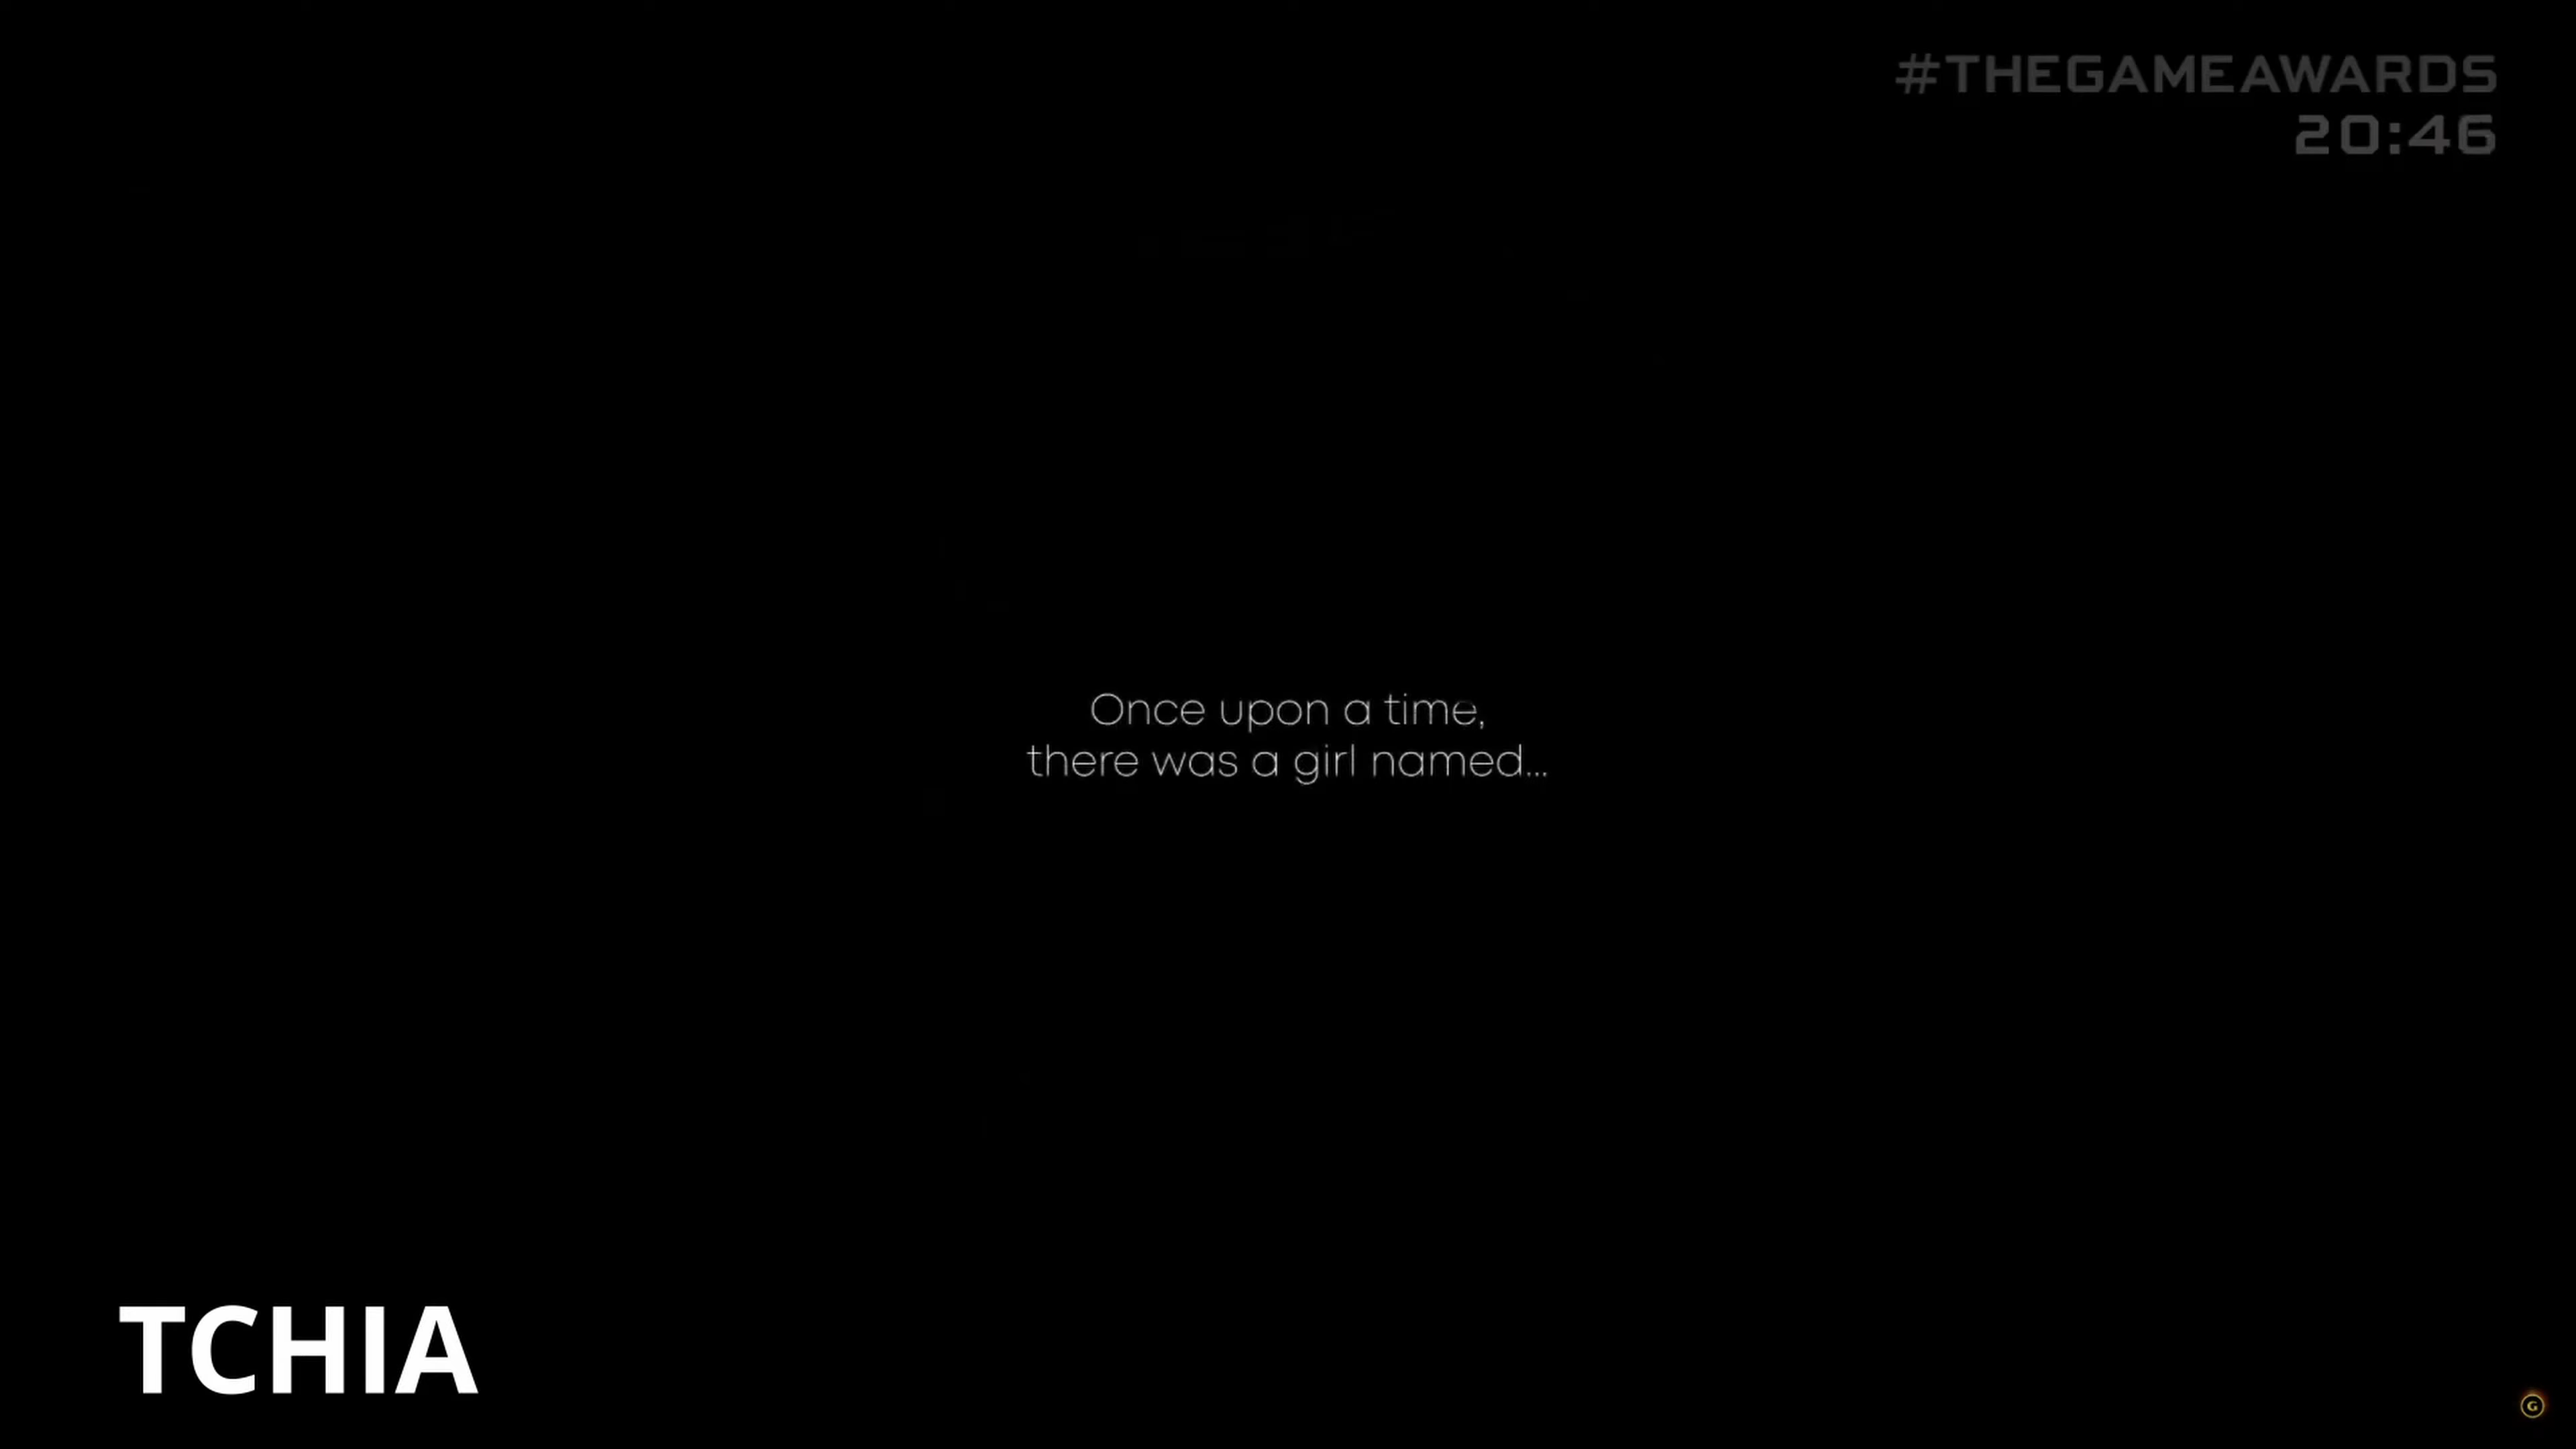 #THEGAMEAWARDS
20:46
Once upon a time,
there was a girl named...
TCHIA
G